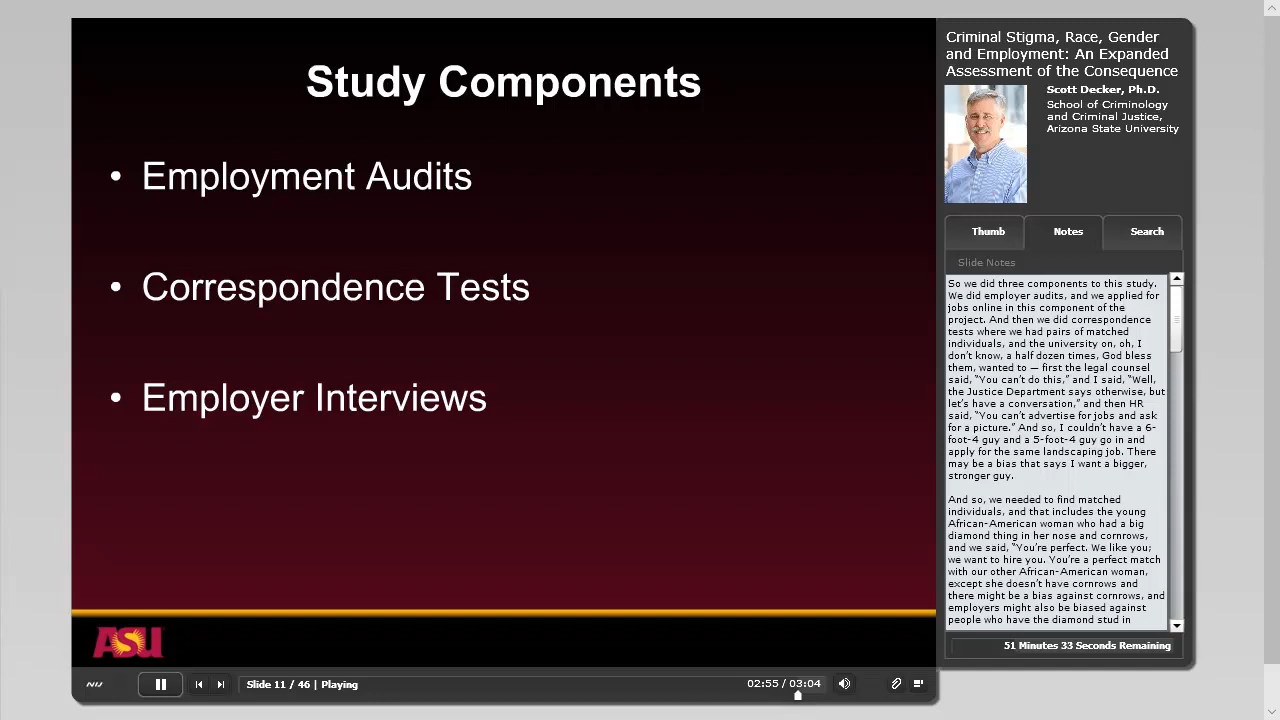 Study Components
• Employment Audits
• Correspondence Tests
• Employer Interviews
ASU
Criminal Stigma, Race, Gender
and Employment: An Expanded
Assessment of the Consequence
Scott Decker, Ph.D.
School of Criminology
and Criminal Justice,
Arizona State University
Thumb
Notes
Search
Slide Notes
So we did three components to this study.
We did employer audits, and we applied for
jobs online in this component of the
project. And then we did correspondence
tests where we had pairs of matched
individuals, and the university on, oh, I
don't know, a half dozen times, God bless
them, wanted to — first the legal counsel
said, “You can't do this,” and I said, “Well,
the Justice Department says otherwise, but
let's have a conversation,” and then HR
said, “You can't advertise for jobs and ask
for a picture.” And so, I couldn't have a 6-
foot-4 guy and a 5-foot-4 guy go in and
apply for the same landscaping job. There
may be a bias that says I want a bigger,
stronger guy.
And so, we needed to find matched
individuals, and that includes the young
African-American woman who had a big
diamond thing in her nose and cornrows,
and we said, “You're perfect. We like you;
we want to hire you. You're a perfect match
with our other African-American woman,
except she doesn't have cornrows and
there might be a bias against cornrows, and
employers might also be biased against
people who have the diamond stud in
51 Minutes 33 Seconds Remaining
Slide 11 / 46 | Playing
02:55 / 03:04